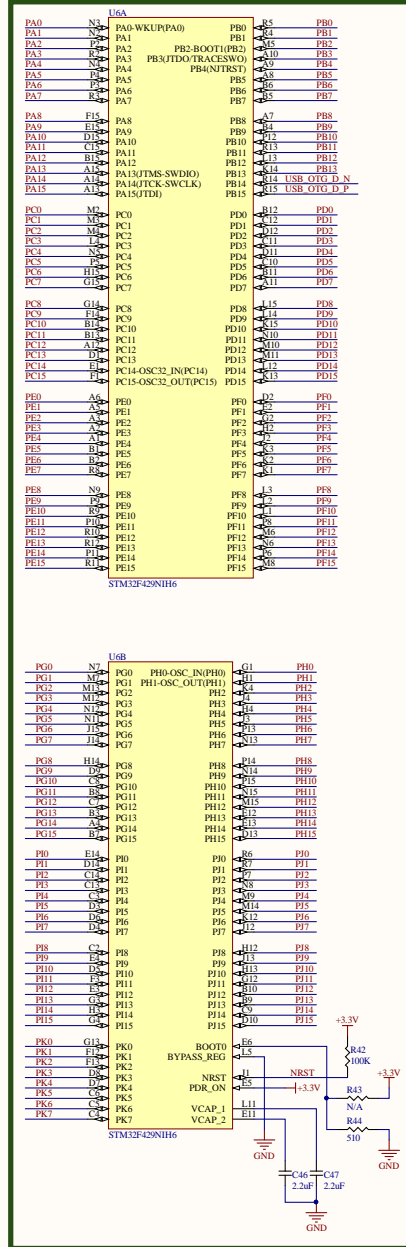 U6A
PA0 N3 PA0-WKUP(PA0) PB0 R5 PB0
PA1 N2 PA1 PB1 R4 PB1
PA2 P2 PA2 PB2-BOOT1(PB2) M5 PB2
PA3 R2 PA3 PB3(JTDO/TRACESWO) A10 PB3
PA4 N4 PA4 PB4(NJTRST) A9 PB4
PA5 P4 PA5 PB5 A8 PB5
PA6 P3 PA6 PB6 B6 PB6
PA7 R3 PA7 PB7 B5 PB7
PA8 F15 PA8 PB8 A7 PB8
PA9 E15 PA9 PB9 B4 PB9
PA10 D15 PA10 PB10 P12 PB10
PA11 C15 PA11 PB11 R13 PB11
PA12 B15 PA12 PB12 L13 PB12
PA13 A15 PA13(JTMS-SWDIO) PB13 K14 PB13
PA14 A14 PA14(JTCK-SWCLK) PB14 R14 USB_OTG_D_N
PA15 A13 PA15(JTDI) PB15 R15 USB_OTG_D_P
PC0 M2 PC0 PD0 B12 PD0
PC1 M3 PC1 PD1 C12 PD1
PC2 M4 PC2 PD2 D12 PD2
PC3 L4 PC3 PD3 C11 PD3
PC4 N5 PC4 PD4 D11 PD4
PC5 P5 PC5 PD5 C10 PD5
PC6 H15 PC6 PD6 B11 PD6
PC7 G15 PC7 PD7 A11 PD7
PC8 G14 PC8 PD8 L15 PD8
PC9 F14 PC9 PD9 L14 PD9
PC10 B14 PC10 PD10 K15 PD10
PC11 B13 PC11 PD11 N10 PD11
PC12 A12 PC12 PD12 M10 PD12
PC13 D1 PC13 PD13 M11 PD13
PC14 E1 PC14-OSC32_IN(PC14) PD14 L12 PD14
PC15 F1 PC15-OSC32_OUT(PC15) PD15 K13 PD15
PE0 A6 PE0 PF0 D2 PF0
PE1 A5 PE1 PF1 E2 PF1
PE2 A3 PE2 PF2 G2 PF2
PE3 A2 PE3 PF3 H2 PF3
PE4 A1 PE4 PF4 J2 PF4
PE5 B1 PE5 PF5 K3 PF5
PE6 B2 PE6 PF6 K2 PF6
PE7 R8 PE7 PF7 K1 PF7
PE8 N9 PE8 PF8 L3 PF8
PE9 P9 PE9 PF9 L2 PF9
PE10 R9 PE10 PF10 L1 PF10
PE11 P10 PE11 PF11 P8 PF11
PE12 R10 PE12 PF12 M6 PF12
PE13 R12 PE13 PF13 N6 PF13
PE14 P11 PE14 PF14 P6 PF14
PE15 R11 PE15 PF15 M8 PF15
STM32F429NIH6
U6B
PG0 N7 PG0 PH0-OSC_IN(PH0) G1 PH0
PG1 M7 PG1 PH1-OSC_OUT(PH1) H1 PH1
PG2 M13 PG2 PH2 K4 PH2
PG3 M12 PG3 PH3 J4 PH3
PG4 N12 PG4 PH4 H4 PH4
PG5 N11 PG5 PH5 J3 PH5
PG6 J15 PG6 PH6 P13 PH6
PG7 J14 PG7 PH7 N13 PH7
PG8 H14 PG8 PH8 P14 PH8
PG9 D9 PG9 PH9 N14 PH9
PG10 C8 PG10 PH10 P15 PH10
PG11 B8 PG11 PH11 N15 PH11
PG12 C7 PG12 PH12 M15 PH12
PG13 B3 PG13 PH13 E12 PH13
PG14 A4 PG14 PH14 E13 PH14
PG15 B7 PG15 PH15 D13 PH15
PI0 E14 PI0 PJ0 R6 PJ0
PI1 D14 PI1 PJ1 R7 PJ1
PI2 C14 PI2 PJ2 P7 PJ2
PI3 C13 PI3 PJ3 N8 PJ3
PI4 C3 PI4 PJ4 M9 PJ4
PI5 D3 PI5 PJ5 M14 PJ5
PI6 D6 PI6 PJ6 K12 PJ6
PI7 D4 PI7 PJ7 J12 PJ7
PI8 C2 PI8 PJ8 H12 PJ8
PI9 E4 PI9 PJ9 J13 PJ9
PI10 D5 PI10 PJ10 H13 PJ10
PI11 F3 PI11 PJ11 G12 PJ11
PI12 E3 PI12 PJ12 B10 PJ12
PI13 G3 PI13 PJ13 B9 PJ13
PI14 H3 PI14 PJ14 C9 PJ14
PI15 G4 PI15 PJ15 D10 PJ15
+3.3V
PK0 G13 PK0 BOOT0 E6
PK1 F12 PK1 BYPASS_REG L5
R42
100K
PK2 F13 PK2
PK3 D8 PK3 NRST J1 NRST +3.3V
PK4 D7 PK4 PDR_ON E5 +3.3V
PK5 C6 PK5
R43
N/A
PK6 C5 PK6 VCAP_1 L11
PK7 C4 PK7 VCAP_2 E11
R44
510
STM32F429NIH6
GND
GND
C46
2.2uF
C47
2.2uF
GND